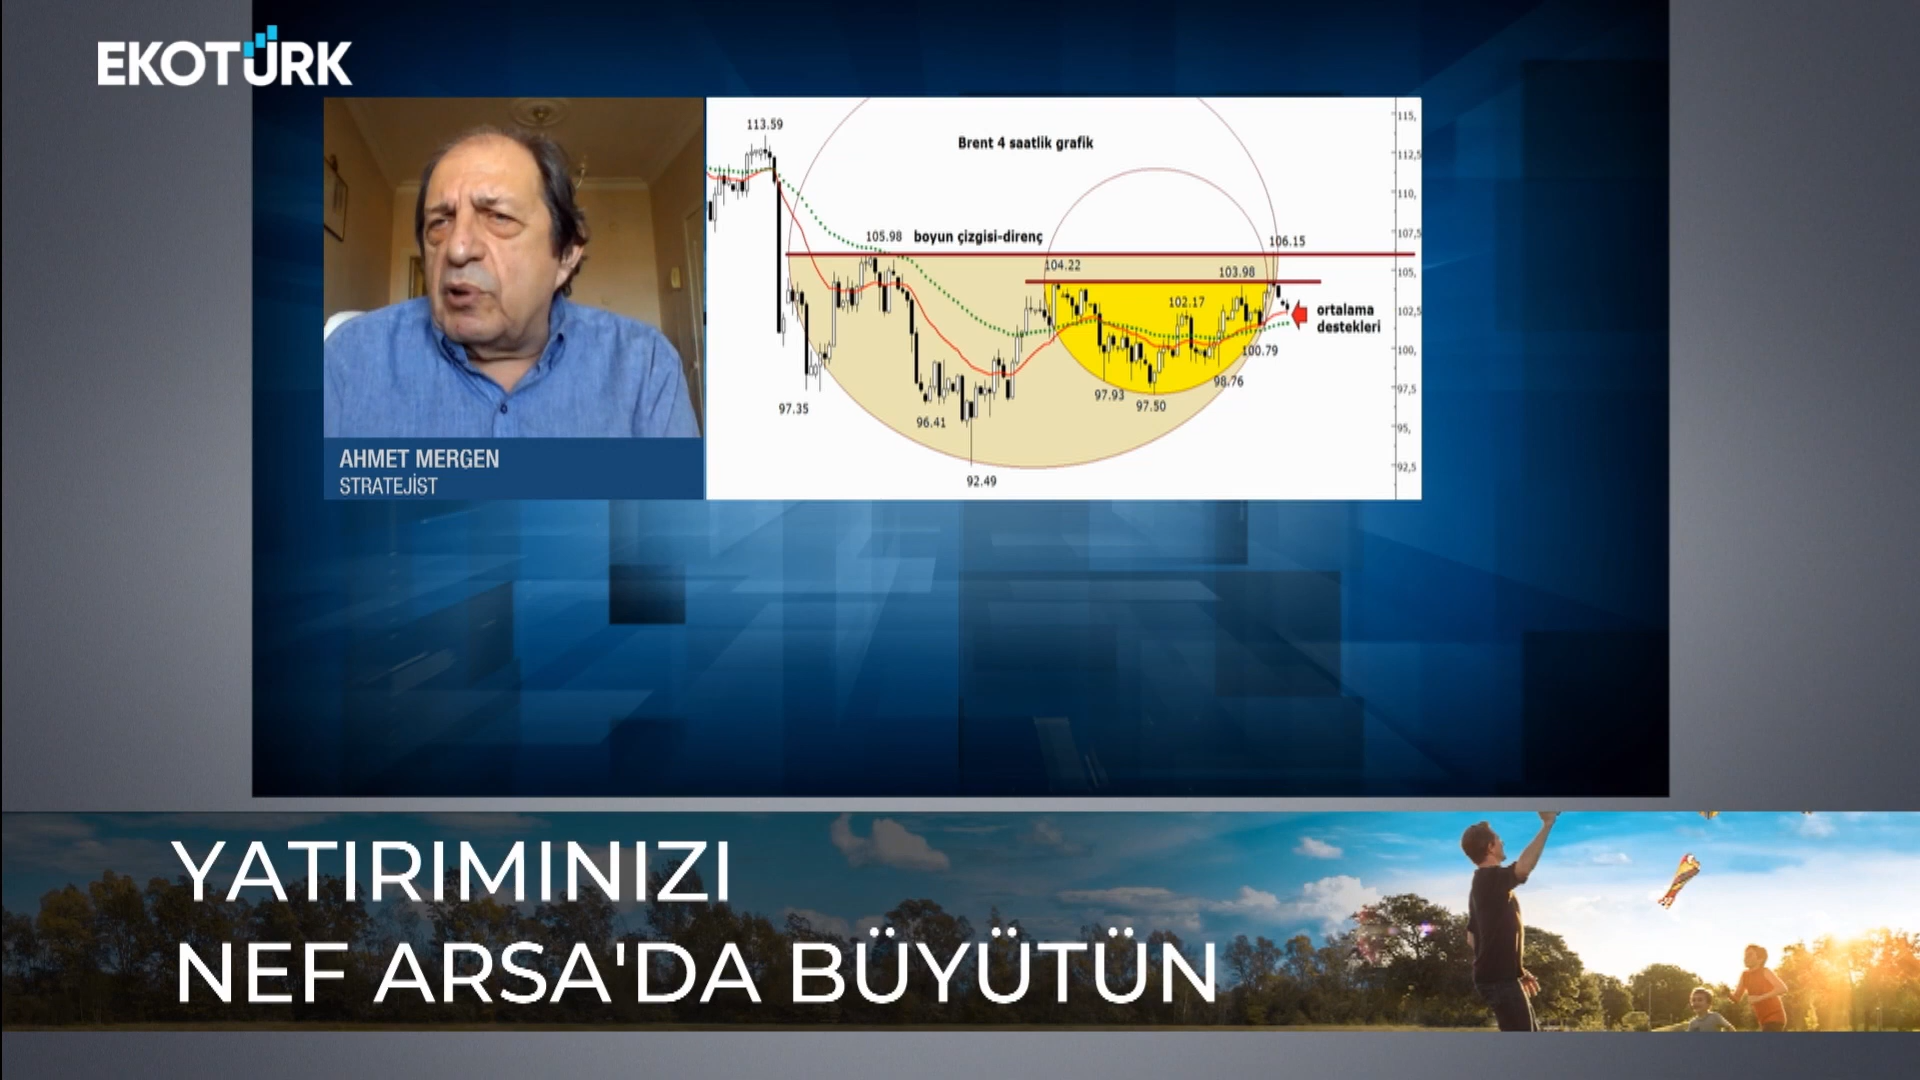 EKOTÜRK
AHMET MERGEN
STRATEJİST
Brent 4 saatlik grafik
113.59
105.98
boyun çizgisi-direnç
106.15
104.22
103.98
102.17
ortalama
destekleri
100.79
98.76
97.93
97.50
97.35
96.41
92.49
115,
112,5
110,
107,5
105,
102,5
100,
97,5
95,
92,5
YATIRIMINIZI
NEF ARSA'DA BÜYÜTÜN